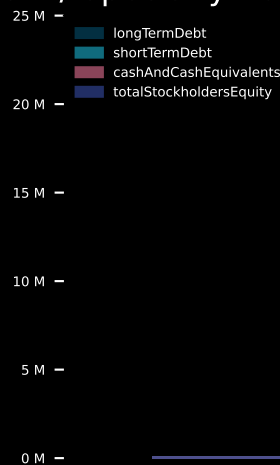 25 M
longTermDebt
shortTermDebt
cashAndCashEquivalents
totalStockholdersEquity
20 M
15 M
10 M
5 M
0 M